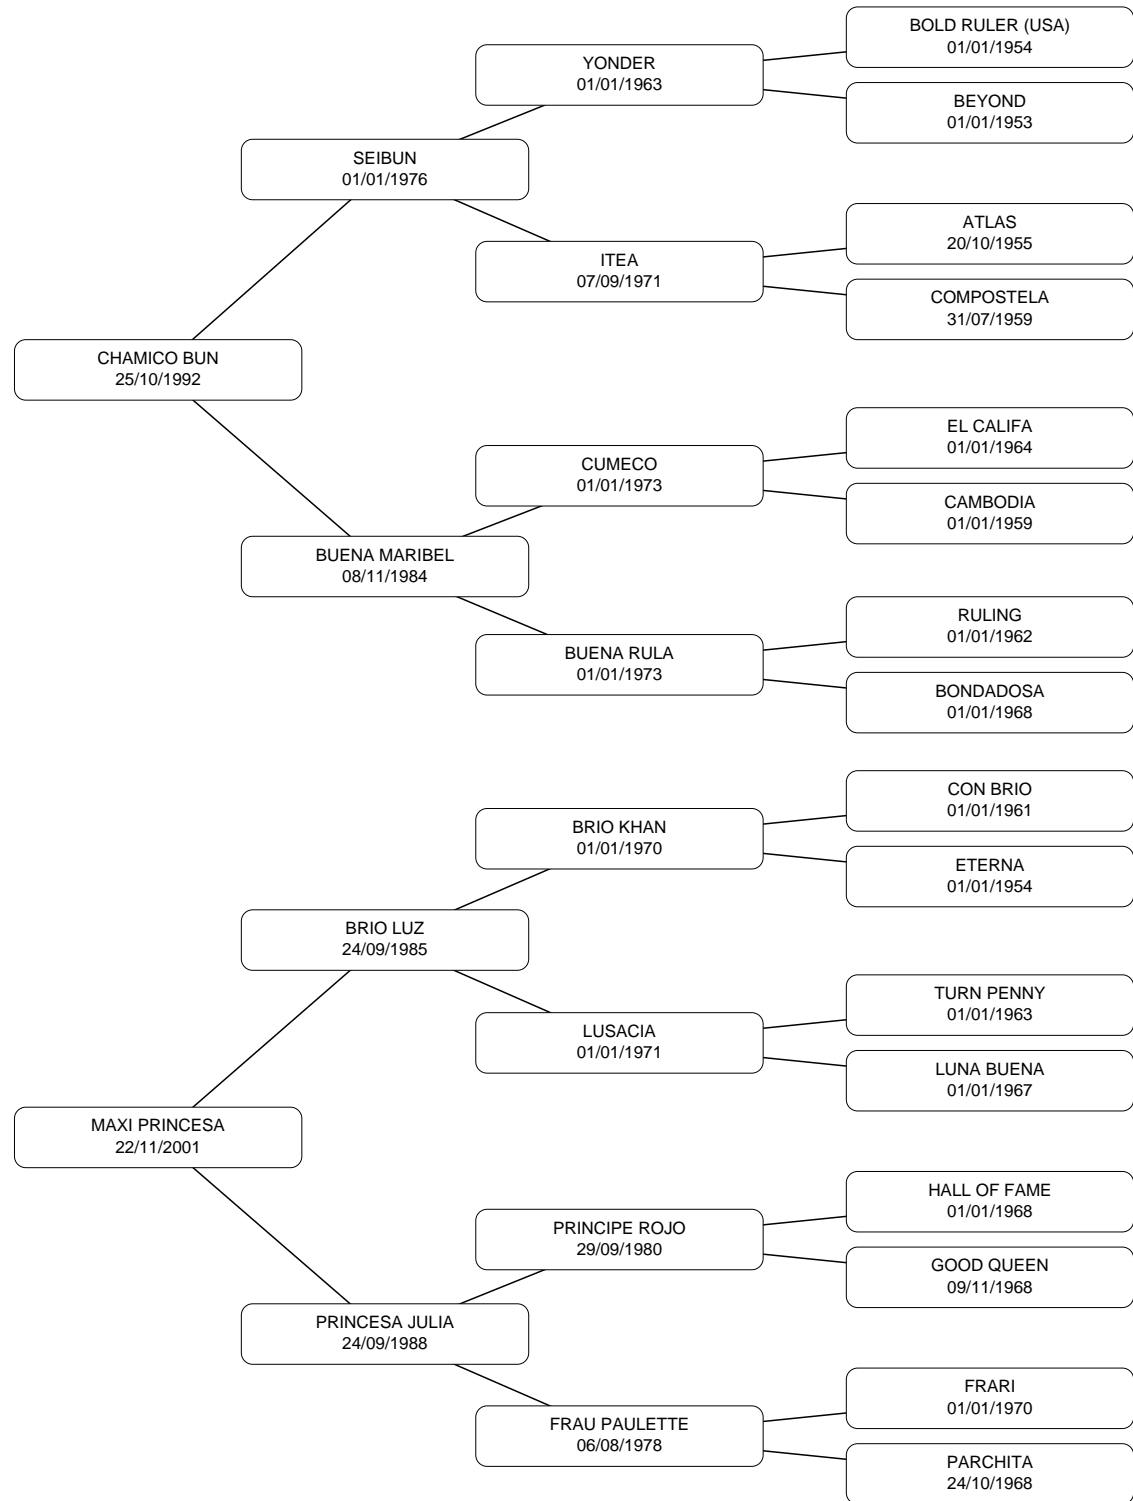 BOLD RULER (USA)
01/01/1954
YONDER
01/01/1963
BEYOND
01/01/1953
SEIBUN
01/01/1976
ATLAS
20/10/1955
ITEA
07/09/1971
COMPOSTELA
31/07/1959
CHAMICO BUN
25/10/1992
EL CALIFA
01/01/1964
CUMECO
01/01/1973
CAMBODIA
01/01/1959
BUENA MARIBEL
08/11/1984
RULING
01/01/1962
BUENA RULA
01/01/1973
BONDADOSA
01/01/1968
CON BRIO
01/01/1961
BRIO KHAN
01/01/1970
ETERNA
01/01/1954
BRIO LUZ
24/09/1985
TURN PENNY
01/01/1963
LUSACIA
01/01/1971
LUNA BUENA
01/01/1967
MAXI PRINCESA
22/11/2001
HALL OF FAME
01/01/1968
PRINCIPE ROJO
29/09/1980
GOOD QUEEN
09/11/1968
PRINCESA JULIA
24/09/1988
FRARI
01/01/1970
FRAU PAULETTE
06/08/1978
PARCHITA
24/10/1968